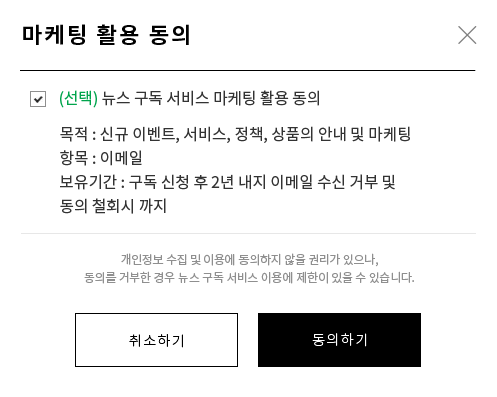 마케팅 활용 동의
(선택) 뉴스 구독 서비스 마케팅 활용 동의
목적 : 신규 이벤트, 서비스, 정책, 상품의 안내 및 마케팅
항목 : 이메일
보유기간 : 구독 신청 후 2년 내지 이메일 수신 거부 및
동의 철회시 까지
개인정보 수집 및 이용에 동의하지 않을 권리가 있으나,
동의를 거부한 경우 뉴스 구독 서비스 이용에 제한이 있을 수 있습니다.
취소하기
동의하기